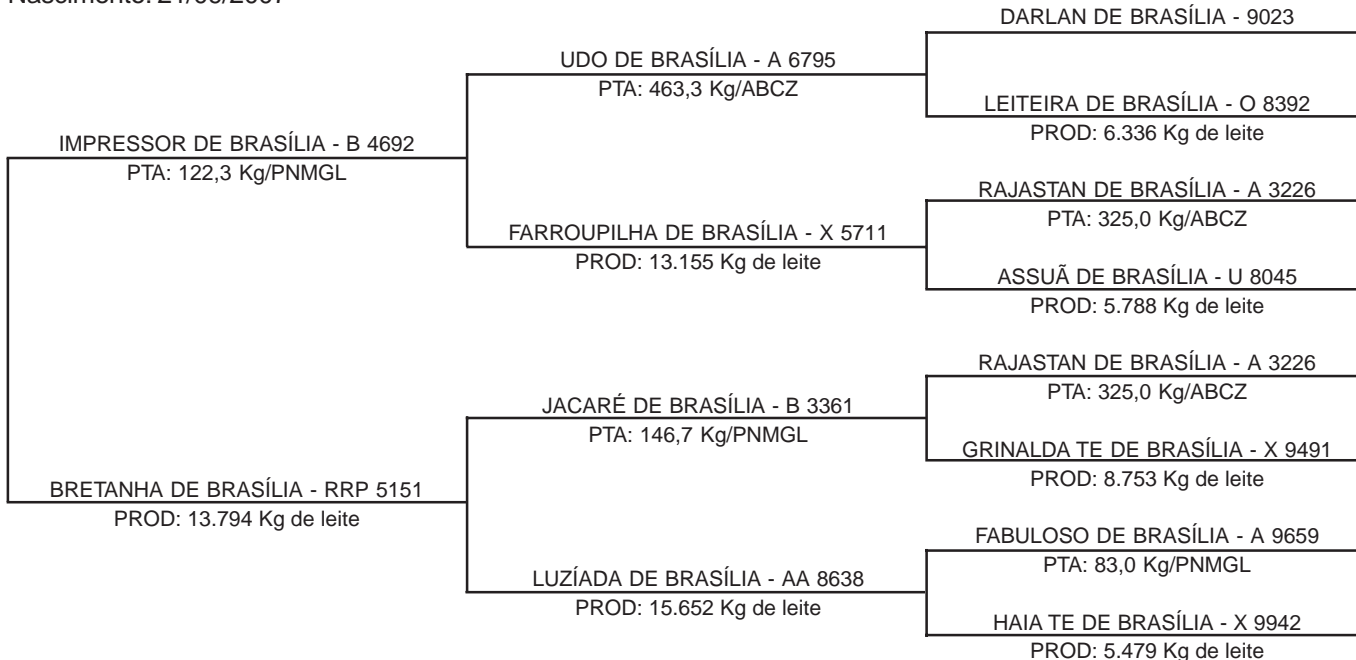 DARLAN DE BRASÍLIA - 9023
UDO DE BRASÍLIA - A 6795
PTA: 463,3 Kg/ABCZ
LEITEIRA DE BRASÍLIA - O 8392
PROD: 6.336 Kg de leite
IMPRESSOR DE BRASÍLIA - B 4692
PTA: 122,3 Kg/PNMGL
RAJASTAN DE BRASÍLIA - A 3226
PTA: 325,0 Kg/ABCZ
FARROUPILHA DE BRASÍLIA - X 5711
PROD: 13.155 Kg de leite
ASSUÃ DE BRASÍLIA - U 8045
PROD: 5.788 Kg de leite
RAJASTAN DE BRASÍLIA - A 3226
PTA: 325,0 Kg/ABCZ
JACARÉ DE BRASÍLIA - B 3361
PTA: 146,7 Kg/PNMGL
GRINALDA TE DE BRASÍLIA - X 9491
PROD: 8.753 Kg de leite
BRETANHA DE BRASÍLIA - RRP 5151
PROD: 13.794 Kg de leite
FABULOSO DE BRASÍLIA - A 9659
PTA: 83,0 Kg/PNMGL
LUZÍADA DE BRASÍLIA - AA 8638
PROD: 15.652 Kg de leite
HAIA TE DE BRASÍLIA - X 9942
PROD: 5.479 Kg de leite